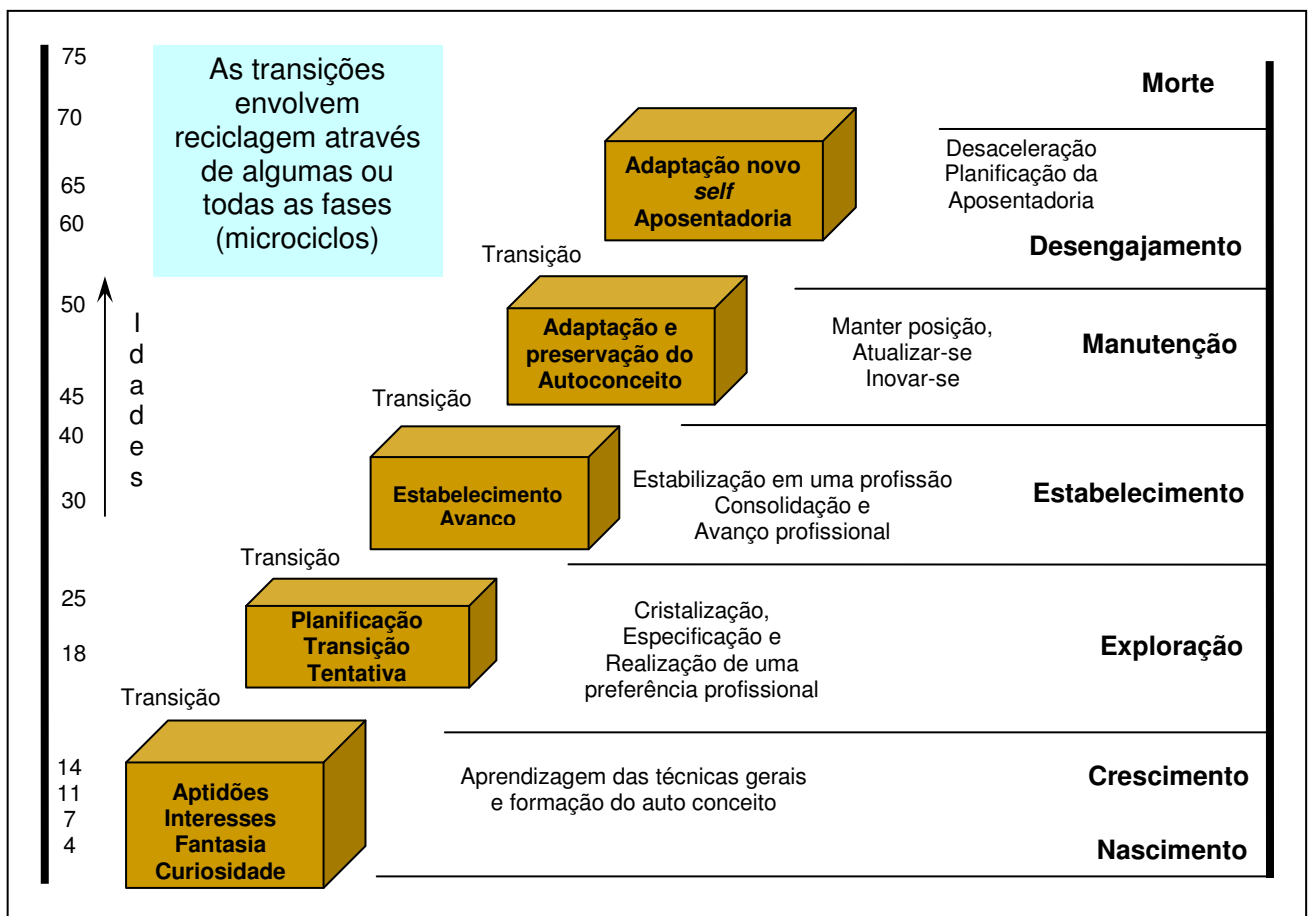 75
70
65
60
50
45
40
30
25
18
14
11
7
4
I
d
a
d
e
s
As transições
envolvem
reciclagem através
de algumas ou
todas as fases
(microciclos)
Morte
Adaptação novo
self
Aposentadoria
Desaceleração
Planificação da
Aposentadoria
Desengajamento
Transição
Adaptação e
preservação do
Autoconceito
Manter posição,
Atualizar-se
Inovar-se
Manutenção
Transição
Estabelecimento
Avanço
Estabilização em uma profissão
Consolidação e
Avanço profissional
Estabelecimento
Transição
Planificação
Transição
Tentativa
Cristalização,
Especificação e
Realização de uma
preferência profissional
Exploração
Transição
Aptidões
Interesses
Fantasia
Curiosidade
Aprendizagem das técnicas gerais
e formação do auto conceito
Crescimento
Nascimento